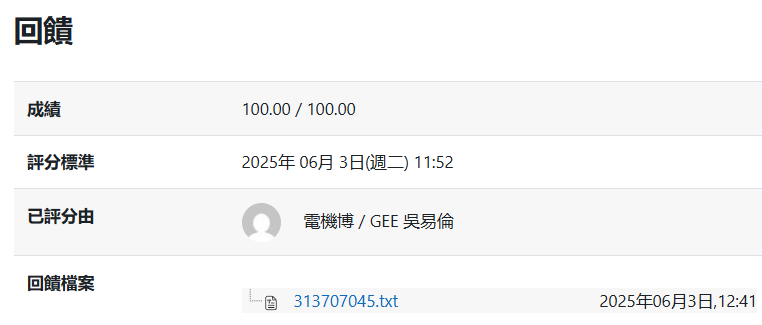 回饋
成績 100.00 / 100.00
評分標準 2025年 06月 3日(週二) 11:52
已評分由 電機博 / GEE 吳易倫
回饋檔案
313707045.txt 2025年06月3日,12:41